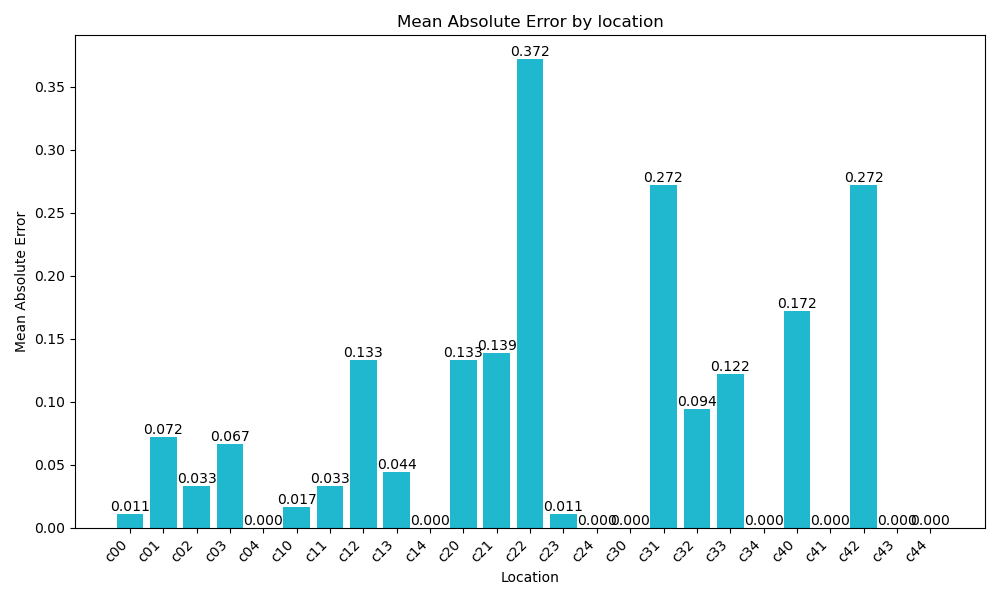 Mean Absolute Error by location
Mean Absolute Error
0.35
0.30
0.25
0.20
0.15
0.10
0.05
0.00
0.011
0.072
0.033
0.067
0.000
0.017
0.033
0.133
0.044
0.000
0.133
0.139
0.372
0.011
0.000
0.000
0.272
0.094
0.122
0.000
0.172
0.000
0.272
0.000
0.000
c00
c01
c02
c03
c04
c10
c11
c12
c13
c14
c20
c21
c22
c23
c24
c30
c31
c32
c33
c34
c40
c41
c42
c43
c44
Location